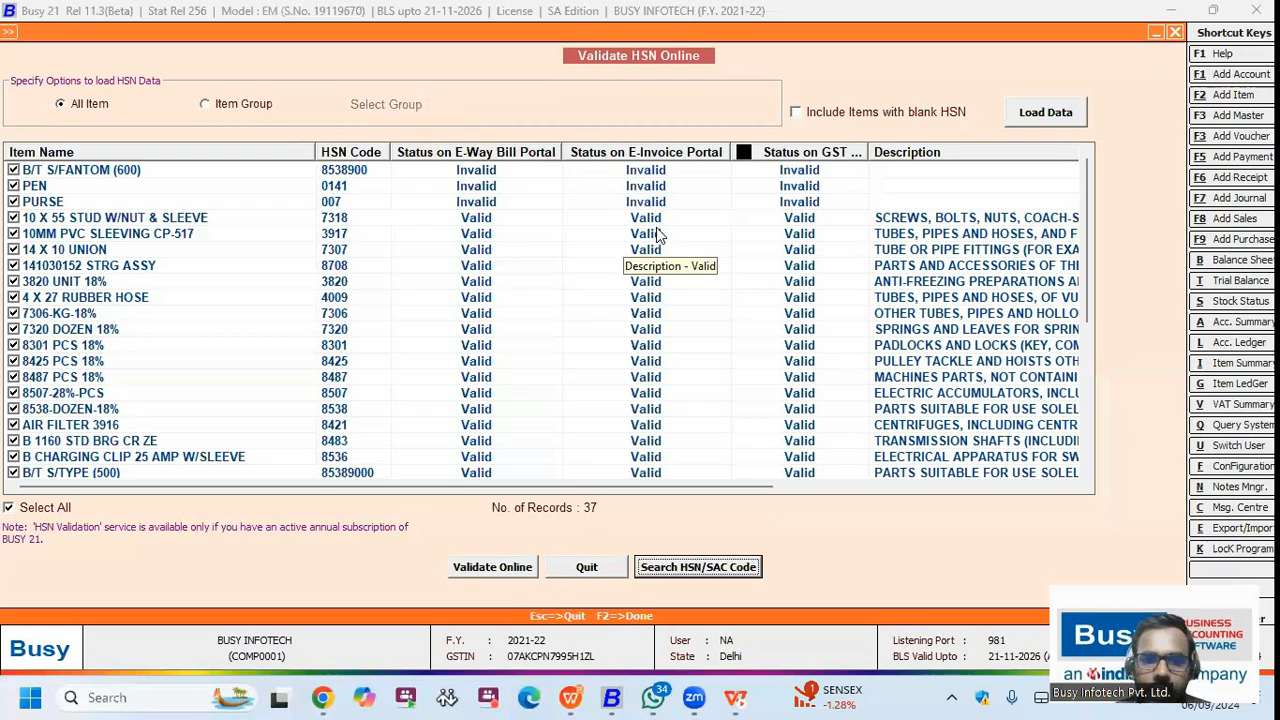 Busy 21 Rel 11.3(Beta) | Stat Rel 256 | Model : EM (S.No. 19119670) | BLS upto 21-11-2026 | License | SA Edition | BUSY INFOTECH (F.Y. 2021-22)
>>
Shortcut Keys
Validate HSN Online
Specify Options to load HSN Data
All Item Item Group Select Group
Include Items with blank HSN Load Data
Item Name HSN Code Status on E-Way Bill Portal Status on E-Invoice Portal Status on GST ... Description
B/T S/FANTOM (600) 8538900 Invalid Invalid Invalid
PEN 0141 Invalid Invalid Invalid
PURSE 007 Invalid Invalid Invalid
10 X 55 STUD W/NUT & SLEEVE 7318 Valid Valid Valid SCREWS, BOLTS, NUTS, COACH-S
10MM PVC SLEEVING CP-517 3917 Valid Valid Valid TUBES, PIPES AND HOSES, AND F
14 X 10 UNION 7307 Valid Valid Valid TUBE OR PIPE FITTINGS (FOR EXA
141030152 STRG ASSY 8708 Valid Valid PARTS AND ACCESSORIES OF THE
Description - Valid
3820 UNIT 18% 3820 Valid Valid Valid ANTI-FREEZING PREPARATIONS A
4 X 27 RUBBER HOSE 4009 Valid Valid Valid TUBES, PIPES AND HOSES, OF VU
7306-KG-18% 7306 Valid Valid Valid OTHER TUBES, PIPES AND HOLLO
7320 DOZEN 18% 7320 Valid Valid Valid SPRINGS AND LEAVES FOR SPRIN
8301 PCS 18% 8301 Valid Valid Valid PADLOCKS AND LOCKS (KEY, COM
8425 PCS 18% 8425 Valid Valid Valid PULLEY TACKLE AND HOISTS OTH
8487 PCS 18% 8487 Valid Valid Valid MACHINES PARTS, NOT CONTAINI
8507-28%-PCS 8507 Valid Valid Valid ELECTRIC ACCUMULATORS, INCLU
8538-DOZEN-18% 8538 Valid Valid Valid PARTS SUITABLE FOR USE SOLEL
AIR FILTER 3916 8421 Valid Valid Valid CENTRIFUGES, INCLUDING CENTR
B 1160 STD BRG CR ZE 8483 Valid Valid Valid TRANSMISSION SHAFTS (INCLUDI
B CHARGING CLIP 25 AMP W/SLEEVE 8536 Valid Valid Valid ELECTRICAL APPARATUS FOR SW
B/T S/TYPE (500) 85389000 Valid Valid Valid PARTS SUITABLE FOR USE SOLEL
Select All No. of Records : 37
Note: 'HSN Validation' service is available only if you have an active annual subscription of
BUSY 21.
Validate Online Quit Search HSN/SAC Code
Esc=>Quit F2=>Done
F1 Help
F1 Add Account
F2 Add Item
F3 Add Master
F3 Add Voucher
F5 Add Payment
F6 Add Receipt
F7 Add Journal
F8 Add Sales
F9 Add Purchase
B Balance Shee
T Trial Balance
S Stock Status
A Acc. Summary
L Acc. Ledger
I Item Summary
G Item LedGer
V VAT Summary
Q Query System
U Switch User
F ConFiguration
N Notes Mngr.
C Msg. Centre
E Export/Impor
K LocK Program
Busy
BUSY INFOTECH
(COMP0001)
F.Y. : 2021-22
GSTIN : 07AKCPN7995H1ZL
User : NA
State : Delhi
Listening Port : 981
BLS Valid Upto : 21-11-2026
Busy
BUSINESS
ACCOUNTING
SOFTWARE
Busy Infotech Pvt. Ltd.
Search
34
zm
1
SENSEX
-1.28%
06/09/2024